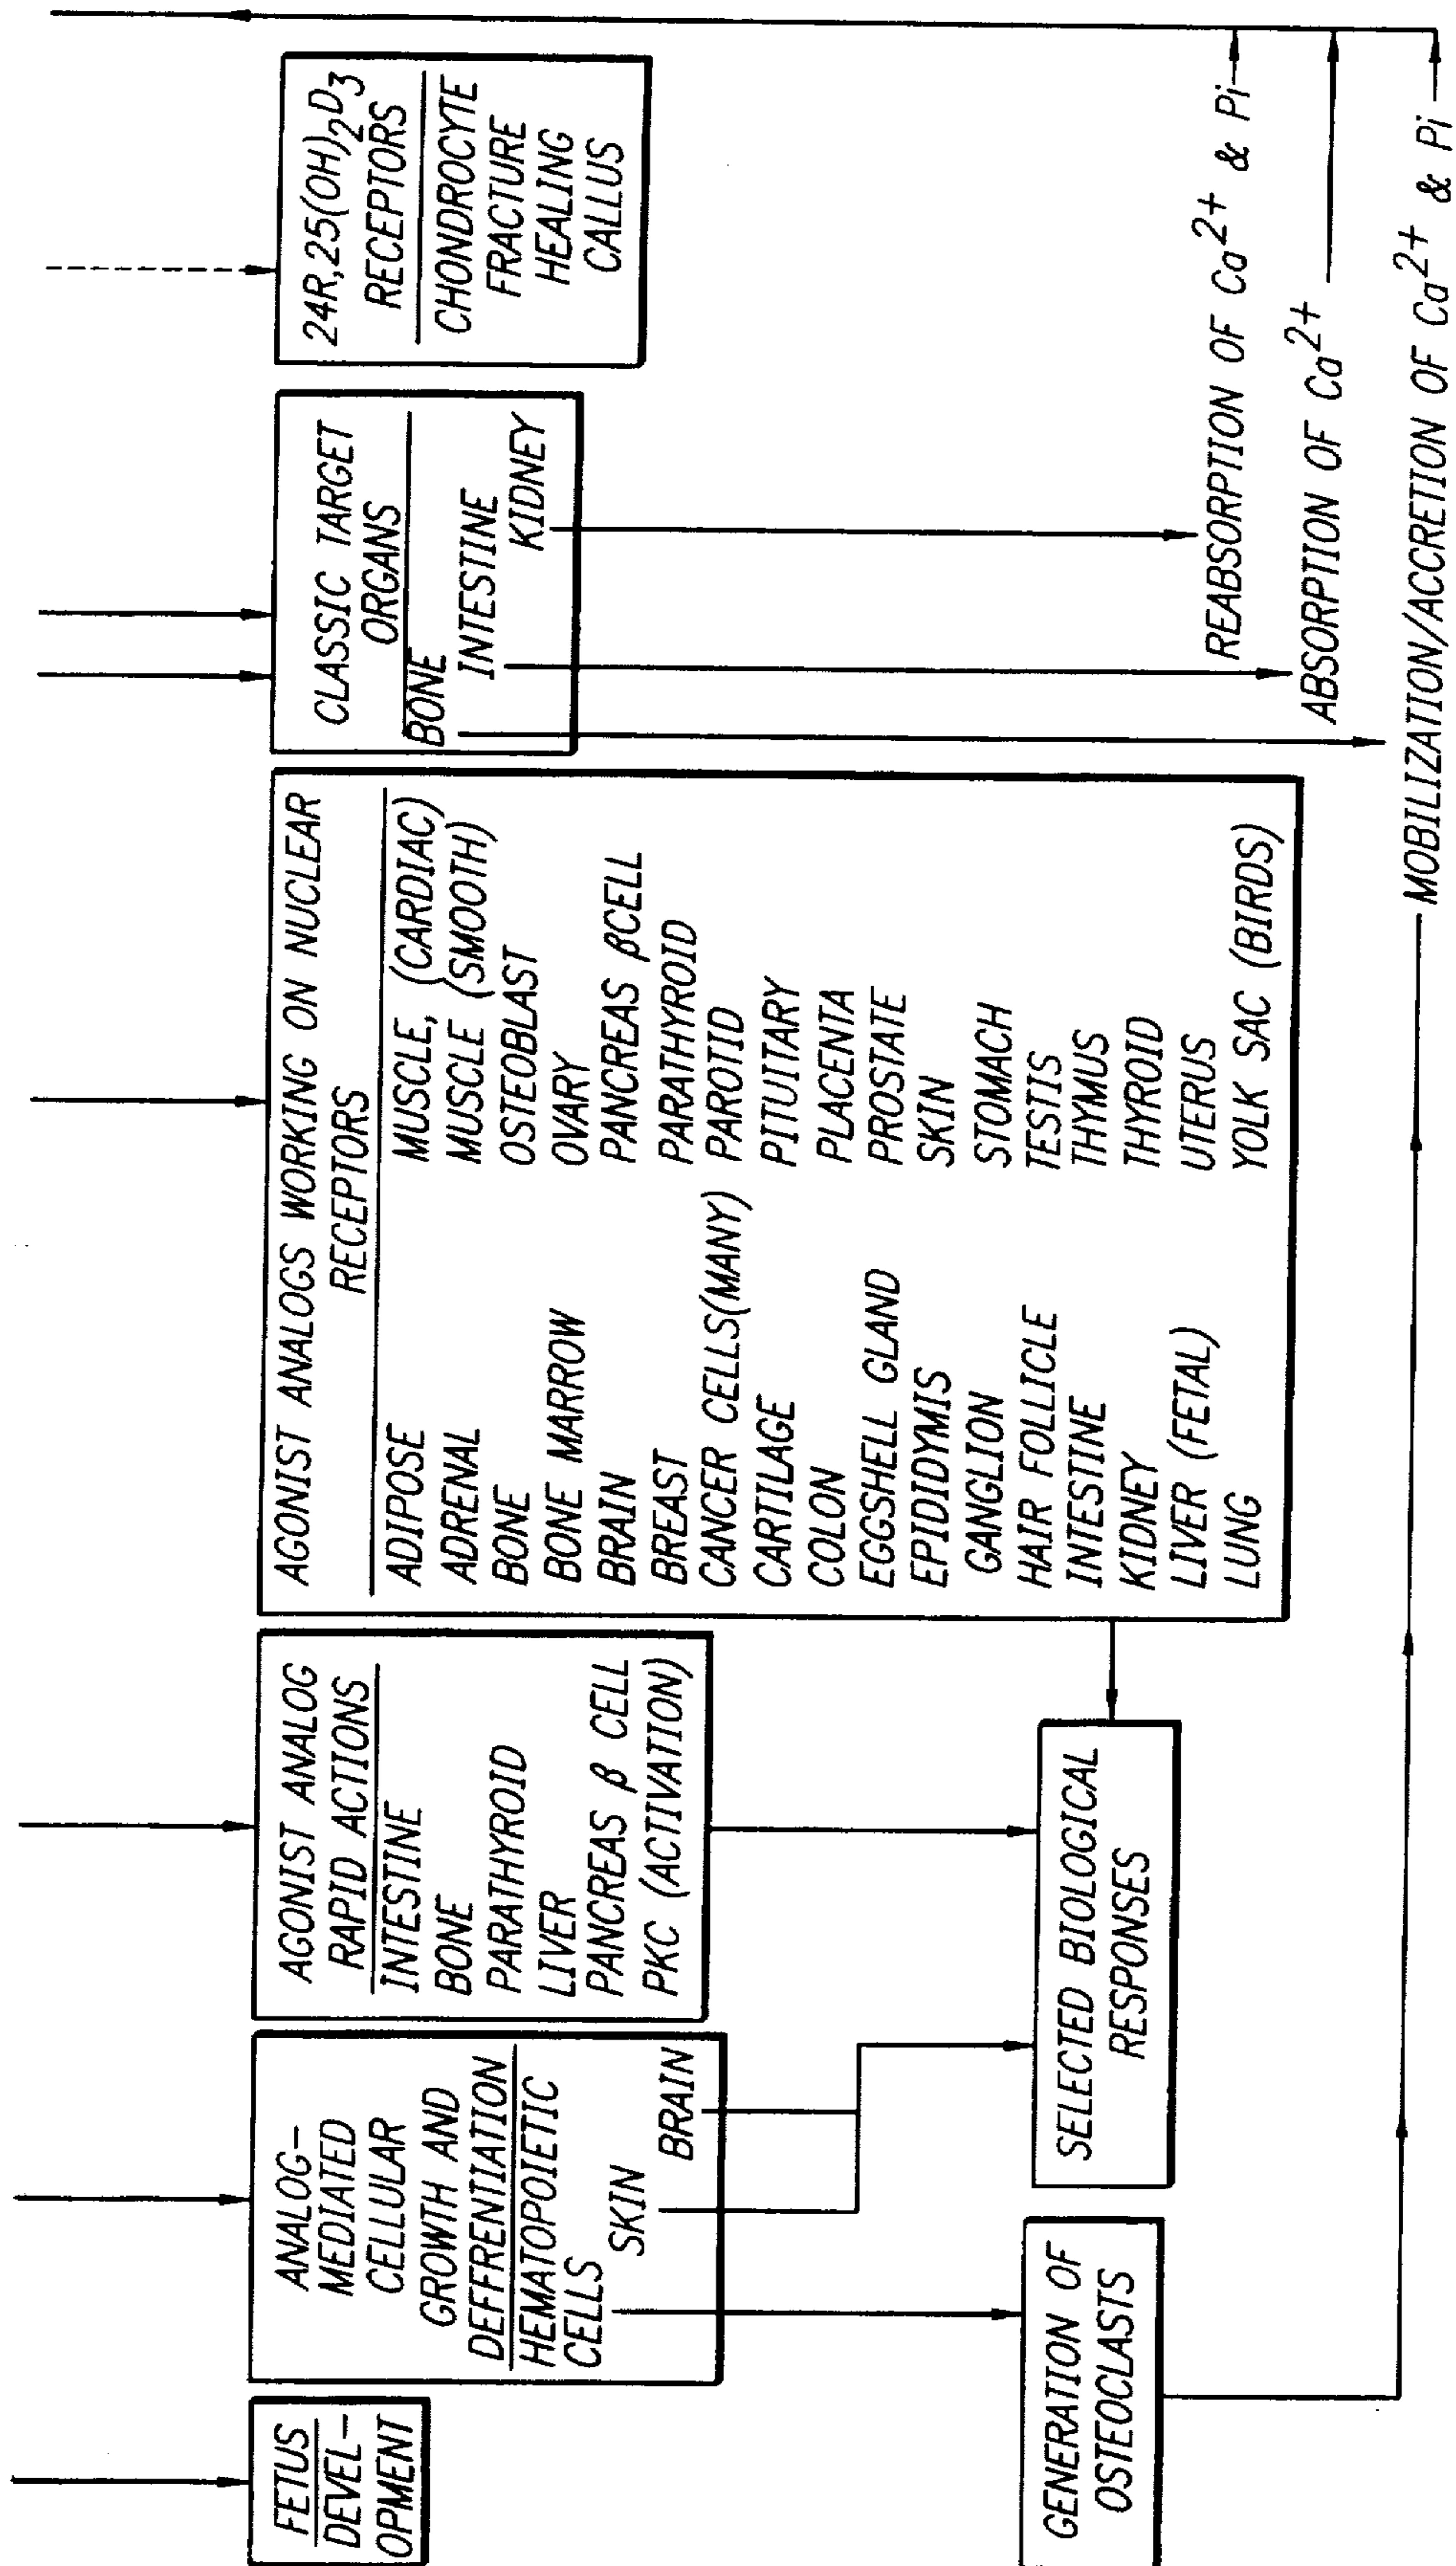 FETUS
DEVEL-
OPMENT
ANALOG-
MEDIATED
CELLULAR
GROWTH AND
DEFFRENTIATION
HEMATOPOIETIC
CELLS
SKIN
BRAIN
AGONIST ANALOG
RAPID ACTIONS
INTESTINE
BONE
PARATHYROID
LIVER
PANCREAS β CELL
PKC (ACTIVATION)
AGONIST ANALOGS WORKING ON NUCLEAR
RECEPTORS
ADIPOSE
ADRENAL
BONE
BONE MARROW
BRAIN
BREAST
CANCER CELLS(MANY)
CARTILAGE
COLON
EGGSHELL GLAND
EPIDIDYMIS
GANGLION
HAIR FOLLICLE
INTESTINE
KIDNEY
LIVER (FETAL)
LUNG
MUSCLE, (CARDIAC)
MUSCLE (SMOOTH)
OSTEOBLAST
OVARY
PANCREAS βCELL
PARATHYROID
PAROTID
PITUITARY
PLACENTA
PROSTATE
SKIN
STOMACH
TESTIS
THYMUS
THYROID
UTERUS
YOLK SAC (BIRDS)
CLASSIC TARGET
ORGANS
BONE
INTESTINE
KIDNEY
24R,25(OH)2D3
RECEPTORS
CHONDROCYTE
FRACTURE
HEALING
CALLUS
GENERATION OF
OSTEOCLASTS
SELECTED BIOLOGICAL
RESPONSES
REABSORPTION OF Ca2+ & Pi
ABSORPTION OF Ca2+
MOBILIZATION/ACCRETION OF Ca2+ & Pi